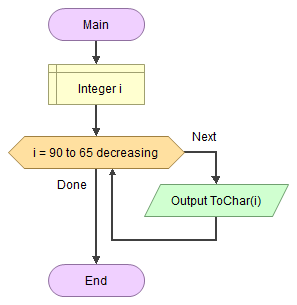 Main
Integer i
i = 90 to 65 decreasing
Next
Done
Output ToChar(i)
End